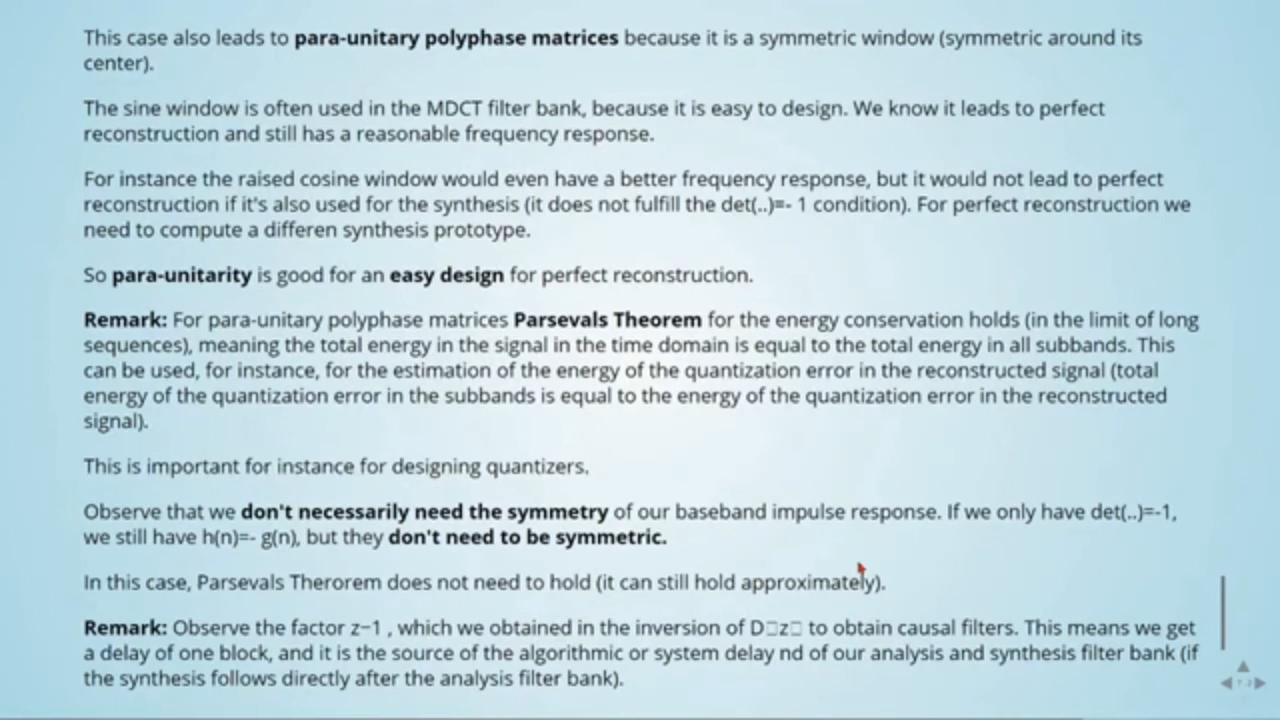 This case also leads to para-unitary polyphase matrices because it is a symmetric window (symmetric around its
center).
The sine window is often used in the MDCT filter bank, because it is easy to design. We know it leads to perfect
reconstruction and still has a reasonable frequency response.
For instance the raised cosine window would even have a better frequency response, but it would not lead to perfect
reconstruction if it's also used for the synthesis (it does not fulfill the det(..)=- 1 condition). For perfect reconstruction we
need to compute a differen synthesis prototype.
So para-unitarity is good for an easy design for perfect reconstruction.
Remark: For para-unitary polyphase matrices Parsevals Theorem for the energy conservation holds (in the limit of long
sequences), meaning the total energy in the signal in the time domain is equal to the total energy in all subbands. This
can be used, for instance, for the estimation of the energy of the quantization error in the reconstructed signal (total
energy of the quantization error in the subbands is equal to the energy of the quantization error in the reconstructed
signal).
This is important for instance for designing quantizers.
Observe that we don't necessarily need the symmetry of our baseband impulse response. If we only have det(..)=-1,
we still have h(n)=- g(n), but they don't need to be symmetric.
In this case, Parsevals Therorem does not need to hold (it can still hold approximately).
Remark: Observe the factor z−1 , which we obtained in the inversion of D□z□ to obtain causal filters. This means we get
a delay of one block, and it is the source of the algorithmic or system delay nd of our analysis and synthesis filter bank (if
the synthesis follows directly after the analysis filter bank).